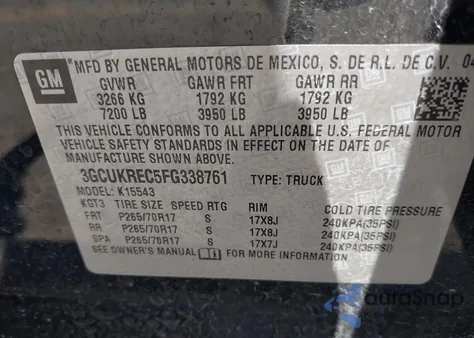 GM
MFD BY GENERAL MOTORS DE MEXICO, S. DE R.L. DE C.V. 04
GVWR GAWR FRT GAWR RR
3266 KG 1792 KG 1792 KG
7200 LB 3950 LB 3950 LB
THIS VEHICLE CONFORMS TO ALL APPLICABLE U.S. FEDERAL MOTOR
VEHICLE SAFETY STANDARDS IN EFFECT ON THE DATE OF
MANUFACTURE SHOWN ABOVE.
3GCUKREC5FG338761 TYPE: TRUCK
MODEL: K15543
KGT3 TIRE SIZE SPEED RTG RIM COLD TIRE PRESSURE
FRT P265/70R17 S 17X8J 240KPA(35PSI)
RR P265/70R17 S 17X8J 240KPA(35PSI)
SPA P265/70R17 S 17X7J 240KPA(35PSI)
SEE OWNER'S MANUAL FOR MORE INFORMATION.
autoSnap